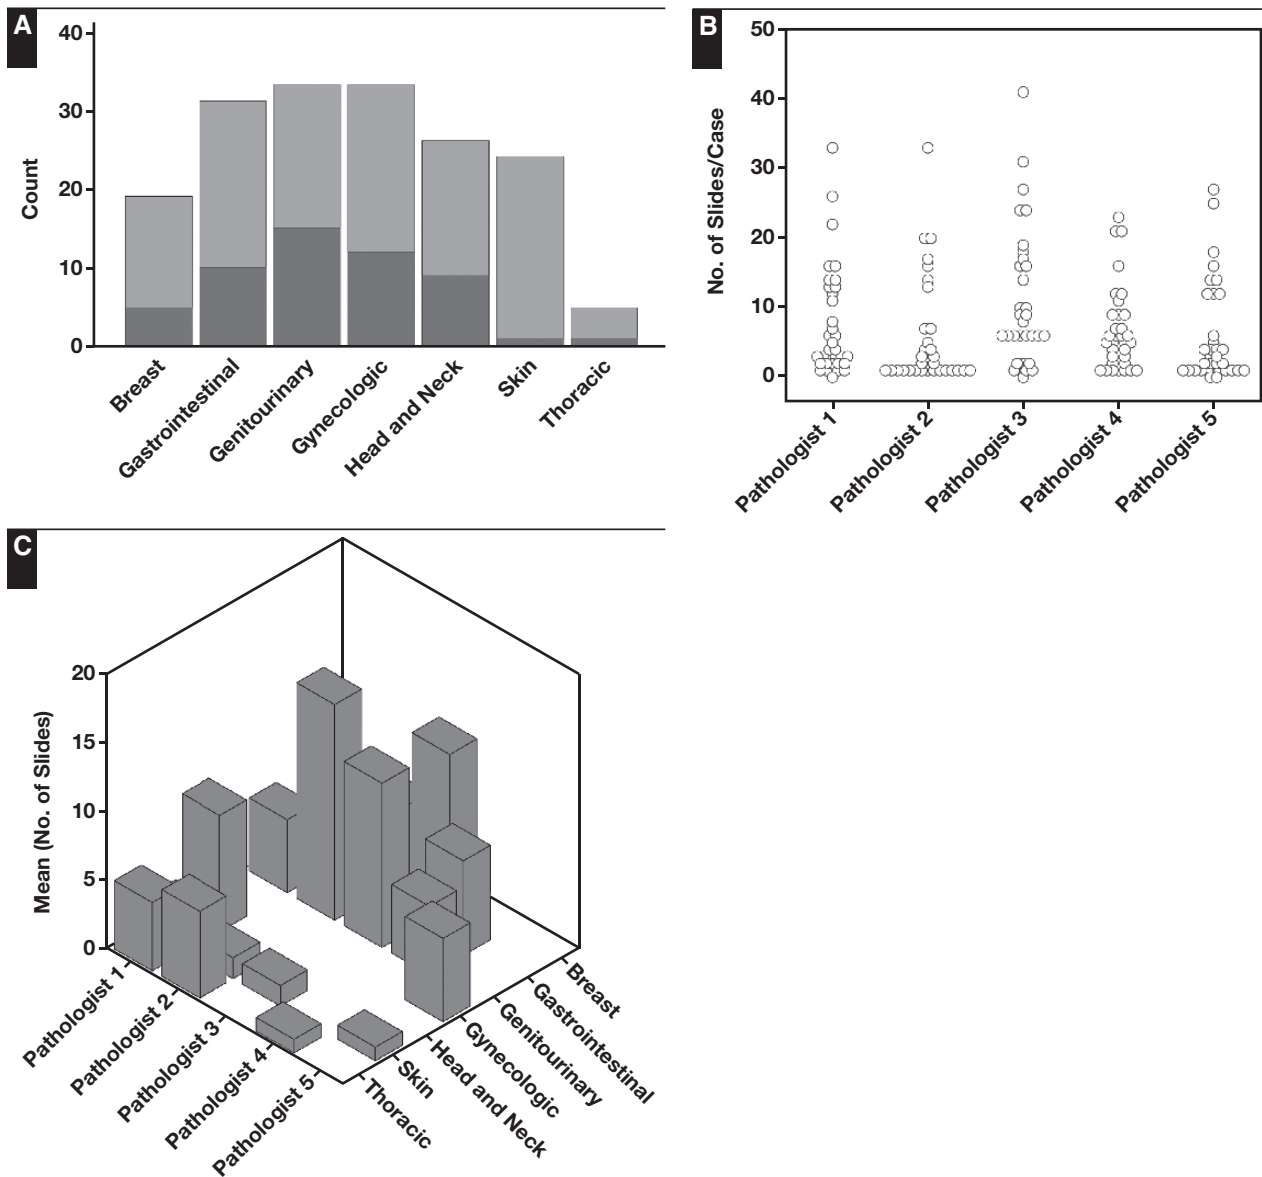 A
40
30
20
10
0
Count
Breast
Gastrointestinal
Genitourinary
Gynecologic
Head and Neck
Skin
Thoracic
B
50
40
30
20
10
0
No. of Slides/Case
Pathologist 1
Pathologist 2
Pathologist 3
Pathologist 4
Pathologist 5
C
20
15
10
5
0
Mean (No. of Slides)
Pathologist 1
Pathologist 2
Pathologist 3
Pathologist 4
Pathologist 5
Thoracic
Skin
Head and Neck
Gynecologic
Genitourinary
Gastrointestinal
Breast